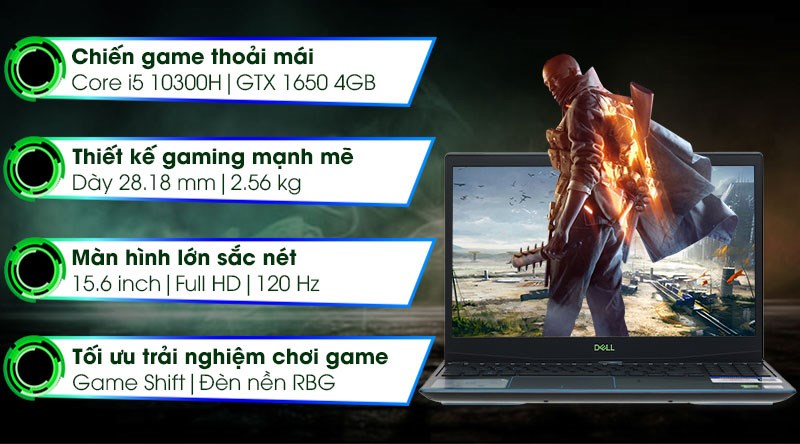 Chiến game thoải mái
Core i5 10300H|GTX 1650 4GB
Thiết kế gaming mạnh mẽ
Dày 28.18 mm|2.56 kg
Màn hình lớn sắc nét
15.6 inch|Full HD|120 Hz
Tối ưu trải nghiệm chơi game
Game Shift|Đèn nền RBG
DELL